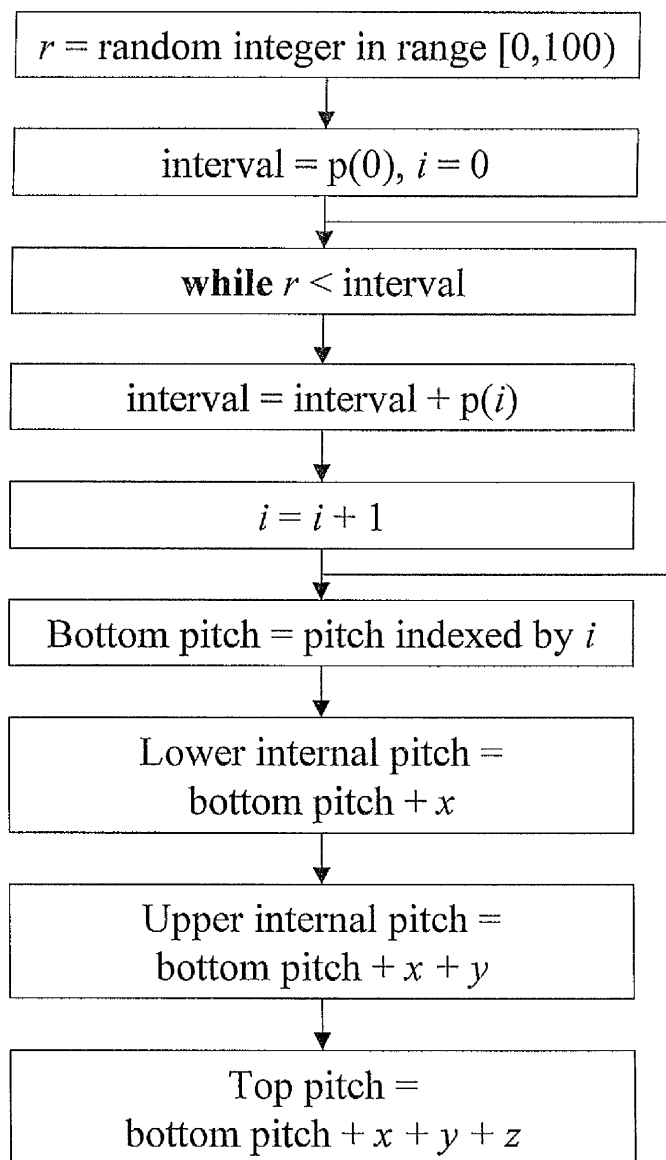 r = random integer in range [0,100)
interval = p(0), i = 0
while r < interval
interval = interval + p(i)
i = i + 1
Bottom pitch = pitch indexed by i
Lower internal pitch =
bottom pitch + x
Upper internal pitch =
bottom pitch + x + y
Top pitch =
bottom pitch + x + y + z